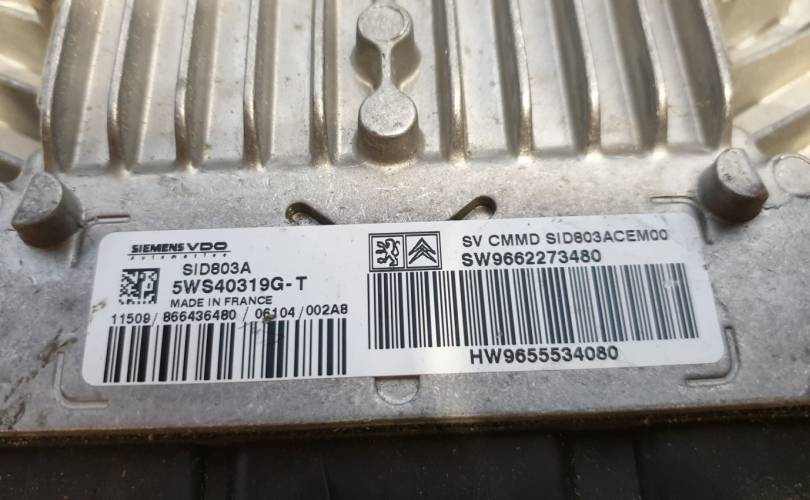 SIEMENS VDO
Automotive
SID803A
5WS40319G-T
MADE IN FRANCE
11509/866436480/06104/002A8
SV CMMD SID803ACEM00
SW9662273480
HW9655534080